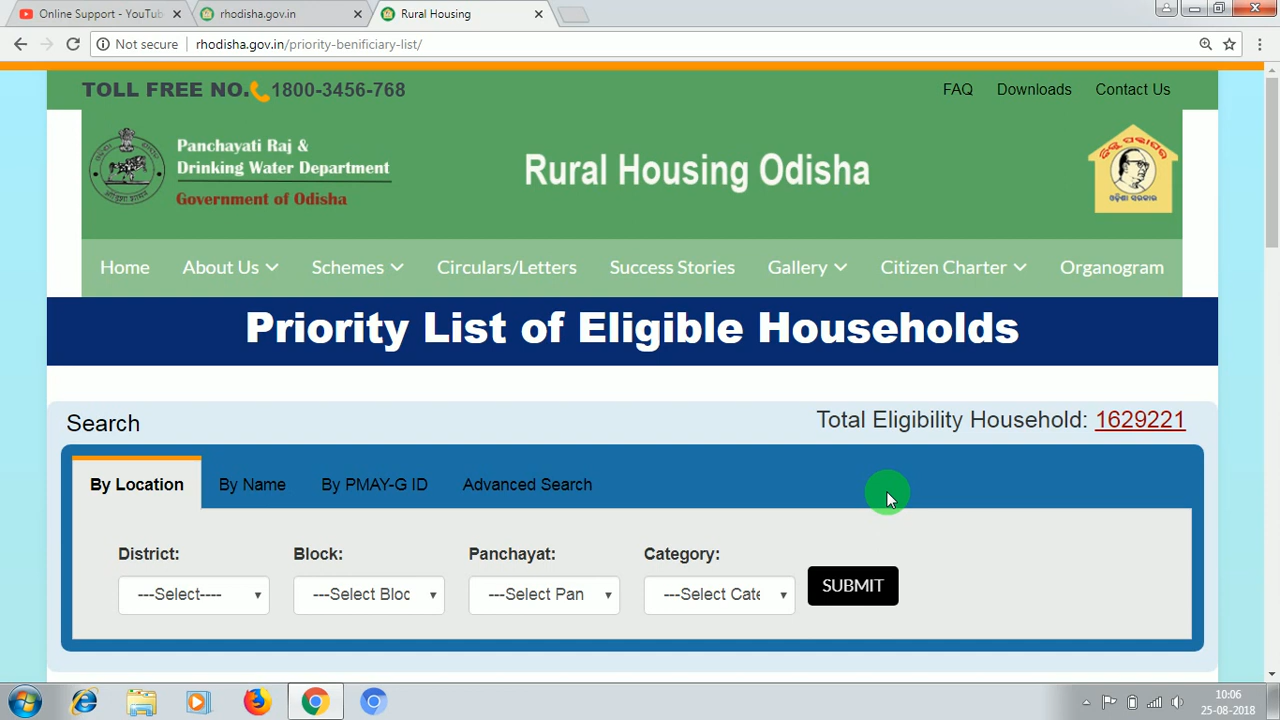 Online Support - YouTub
rhodisha.gov.in
Rural Housing
Not secure
rhodisha.gov.in/priority-benificiary-list/
TOLL FREE NO. 1800-3456-768
FAQ
Downloads
Contact Us
Panchayati Raj &
Drinking Water Department
Government of Odisha
Rural Housing Odisha
ଓଡ଼ିଶା ସରକାର
Home
About Us
Schemes
Circulars/Letters
Success Stories
Gallery
Citizen Charter
Organogram
Priority List of Eligible Households
Search
Total Eligibility Household: 1629221
By Location
By Name
By PMAY-G ID
Advanced Search
District:
Block:
Panchayat:
Category:
---Select----
---Select Bloc
---Select Pan
---Select Cate
SUBMIT
10:06
25-08-2018